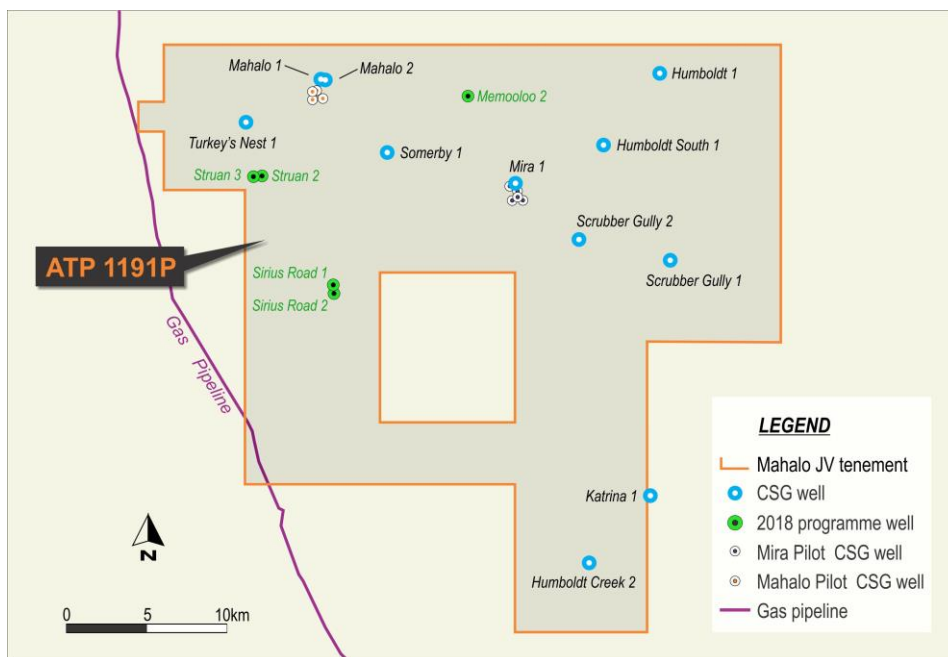 Mahalo 1
Mahalo 2
Humboldt 1
Memooloo 2
Turkey's Nest 1
Somerby 1
Humboldt South 1
Mira 1
Struan 3
Struan 2
Scrubber Gully 2
ATP 1191P
Scrubber Gully 1
Sirius Road 1
Sirius Road 2
Gas Pipeline
LEGEND
Mahalo JV tenement
Katrina 1
CSG well
2018 programme well
N
Mira Pilot CSG well
Humboldt Creek 2
Mahalo Pilot CSG well
0 5 10km
Gas pipeline